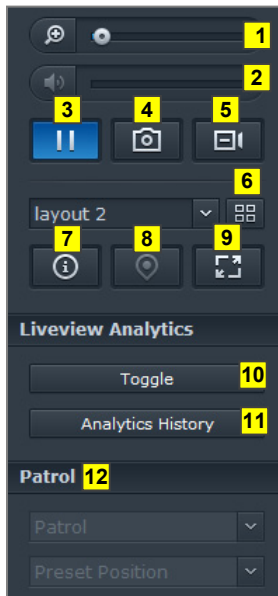 1
2
3 4 5
6
layout 2
7 8 9
Liveview Analytics
Toggle 10
Analytics History 11
Patrol 12
Patrol
Preset Position